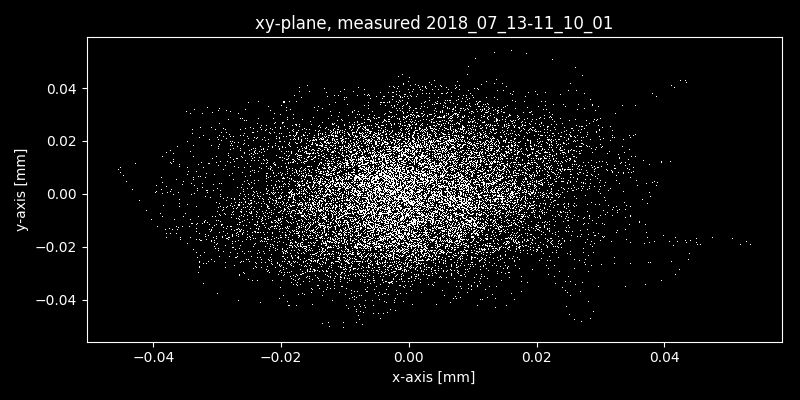 xy-plane, measured 2018_07_13-11_10_01
y-axis [mm]
0.04
0.02
0.00
−0.02
−0.04
−0.04 −0.02 0.00 0.02 0.04
x-axis [mm]